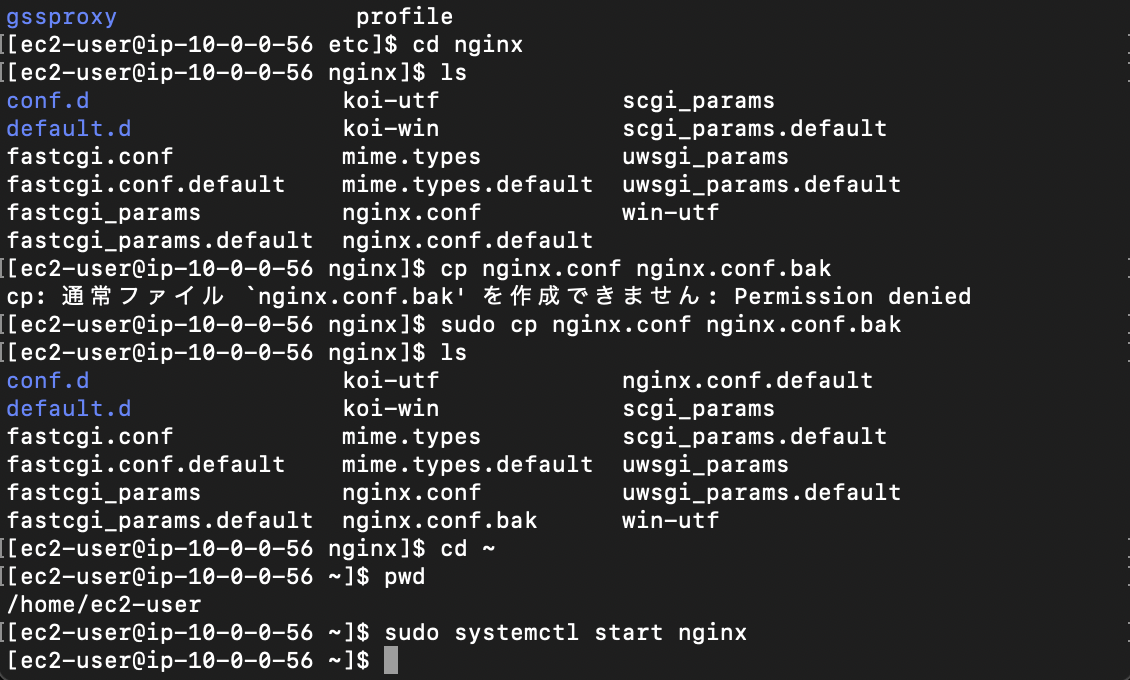 gssproxy                 profile
[[ec2-user@ip-10-0-0-56 etc]$ cd nginx
[[ec2-user@ip-10-0-0-56 nginx]$ ls
conf.d                  koi-utf             scgi_params
default.d               koi-win             scgi_params.default
fastcgi.conf            mime.types          uwsgi_params
fastcgi.conf.default    mime.types.default  uwsgi_params.default
fastcgi_params          nginx.conf          win-utf
fastcgi_params.default  nginx.conf.default
[[ec2-user@ip-10-0-0-56 nginx]$ cp nginx.conf nginx.conf.bak
cp: 通常ファイル `nginx.conf.bak' を作成できません: Permission denied
[[ec2-user@ip-10-0-0-56 nginx]$ sudo cp nginx.conf nginx.conf.bak
[[ec2-user@ip-10-0-0-56 nginx]$ ls
conf.d                  koi-utf             nginx.conf.default
default.d               koi-win             scgi_params
fastcgi.conf            mime.types          scgi_params.default
fastcgi.conf.default    mime.types.default  uwsgi_params
fastcgi_params          nginx.conf          uwsgi_params.default
fastcgi_params.default  nginx.conf.bak      win-utf
[[ec2-user@ip-10-0-0-56 nginx]$ cd ~
[[ec2-user@ip-10-0-0-56 ~]$ pwd
/home/ec2-user
[[ec2-user@ip-10-0-0-56 ~]$ sudo systemctl start nginx
[ec2-user@ip-10-0-0-56 ~]$